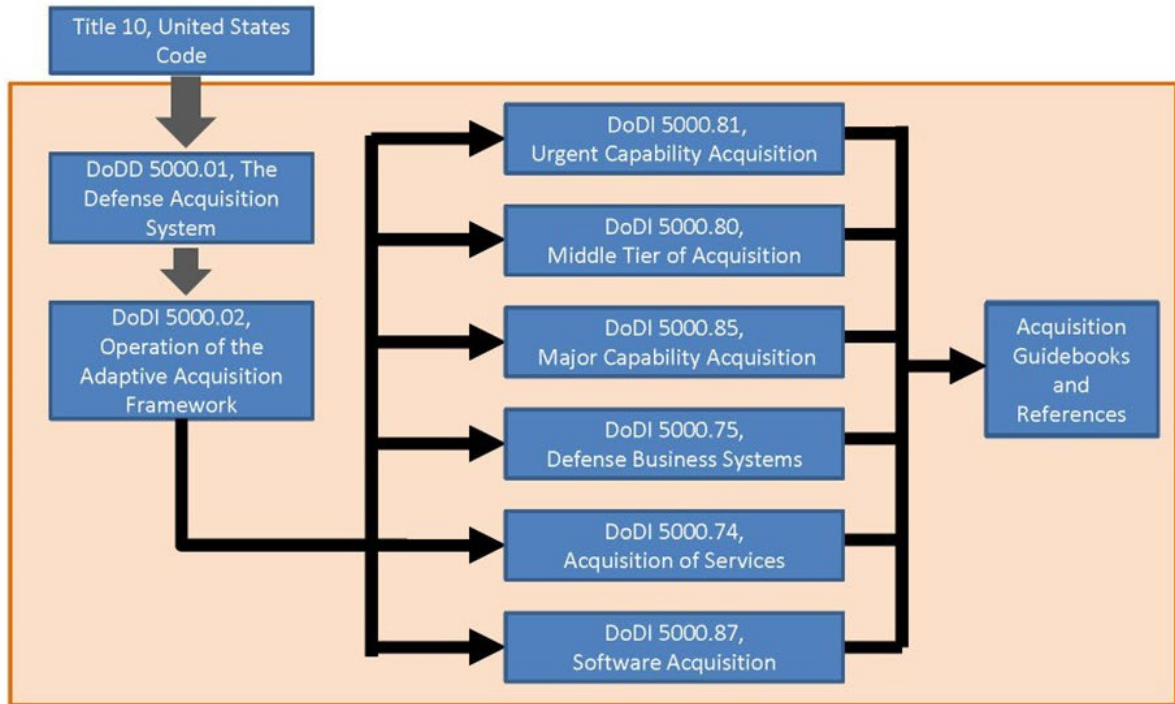 Title 10, United States
Code
DoDD 5000.01, The
Defense Acquisition
System
DoDI 5000.02,
Operation of the
Adaptive Acquisition
Framework
DoDI 5000.81,
Urgent Capability Acquisition
DoDI 5000.80,
Middle Tier of Acquisition
DoDI 5000.85,
Major Capability Acquisition
DoDI 5000.75,
Defense Business Systems
DoDI 5000.74,
Acquisition of Services
DoDI 5000.87,
Software Acquisition
Acquisition
Guidebooks
and
References